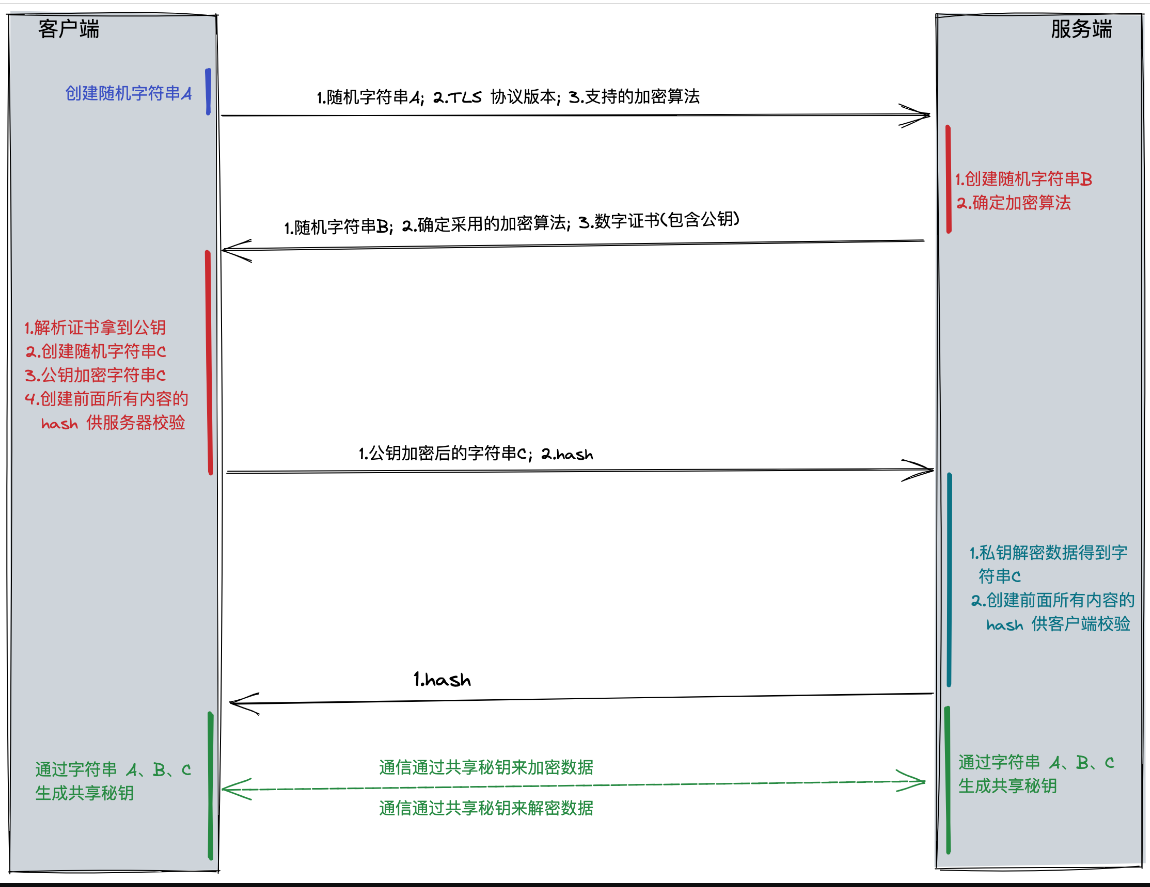 客户端
服务端
创建随机字符串A
1.随机字符串A; 2.TLS 协议版本; 3.支持的加密算法
1.创建随机字符串B
2.确定加密算法
1.随机字符串B; 2.确定采用的加密算法; 3.数字证书(包含公钥)
1.解析证书拿到公钥
2.创建随机字符串C
3.公钥加密字符串C
4.创建前面所有内容的
hash 供服务器校验
1.公钥加密后的字符串C; 2.hash
1.私钥解密数据得到字
符串C
2.创建前面所有内容的
hash 供客户端校验
1.hash
通过字符串 A、B、C
生成共享秘钥
通信通过共享秘钥来加密数据
通信通过共享秘钥来解密数据
通过字符串 A、B、C
生成共享秘钥